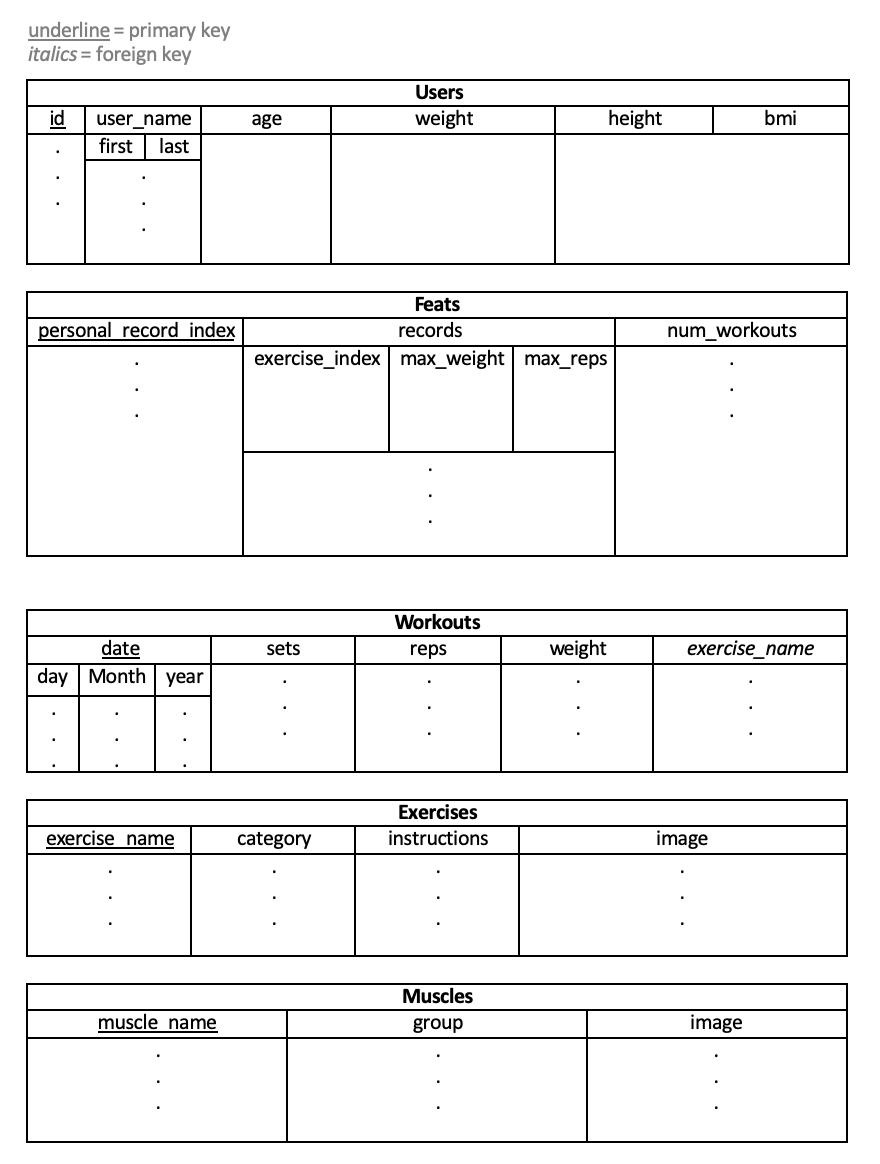 underline = primary key
italics = foreign key
Users
id user_name age weight height bmi
first last
Feats
personal_record_index records num_workouts
exercise_index max_weight max_reps
Workouts
date sets reps weight exercise_name
day Month year
Exercises
exercise_name category instructions image
Muscles
muscle_name group image